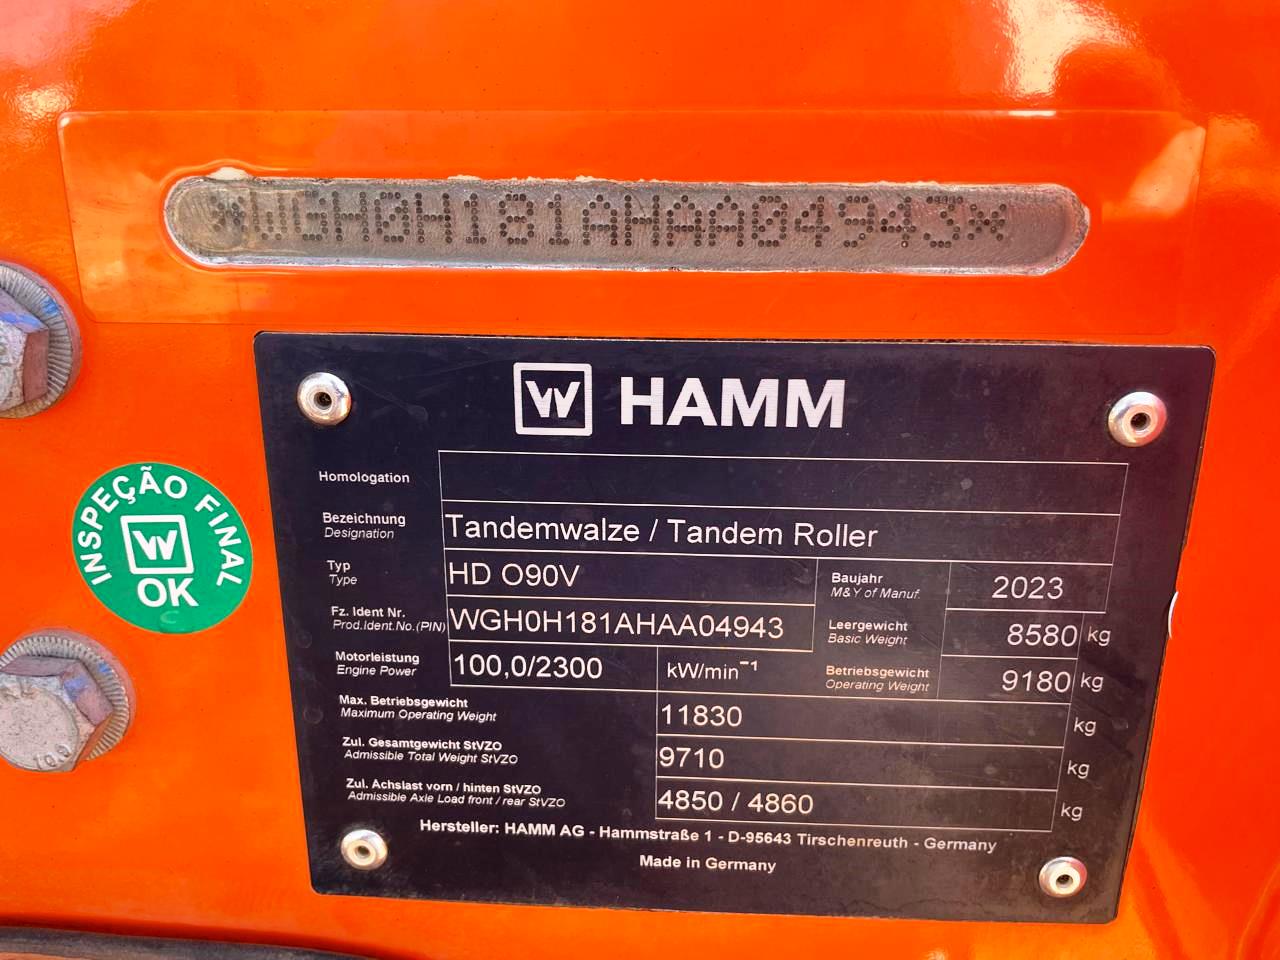 *WGH0H181AHAA04943*
W HAMM
Homologation
Bezeichnung
Designation
Tandemwalze / Tandem Roller
Typ
Type
HD O90V
Baujahr
M&Y of Manuf.
2023
Fz. Ident Nr.
Prod.Ident.No.(PIN)
WGH0H181AHAA04943
Leergewicht
Basic Weight
8580 kg
Motorleistung
Engine Power
100,0/2300 kW/min⁻¹
Betriebsgewicht
Operating Weight
9180 kg
Max. Betriebsgewicht
Maximum Operating Weight
11830 kg
Zul. Gesamtgewicht StVZO
Admissible Total Weight StVZO
9710 kg
Zul. Achslast vorn / hinten StVZO
Admissible Axle Load front / rear StVZO
4850 / 4860 kg
Hersteller: HAMM AG - Hammstraße 1 - D-95643 Tirschenreuth - Germany
Made in Germany
INSPEÇÃO FINAL
W
OK